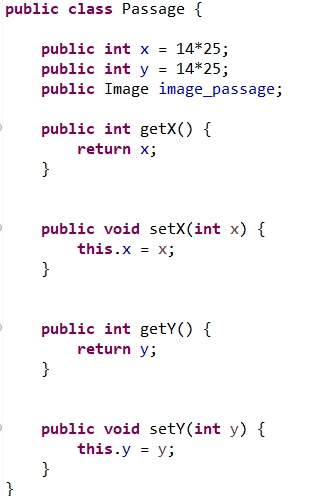 public class Passage {
public int x = 14*25;
public int y = 14*25;
public Image image_passage;
public int getX() {
return x;
}
public void setX(int x) {
this.x = x;
}
public int getY() {
return y;
}
public void setY(int y) {
this.y = y;
}
}